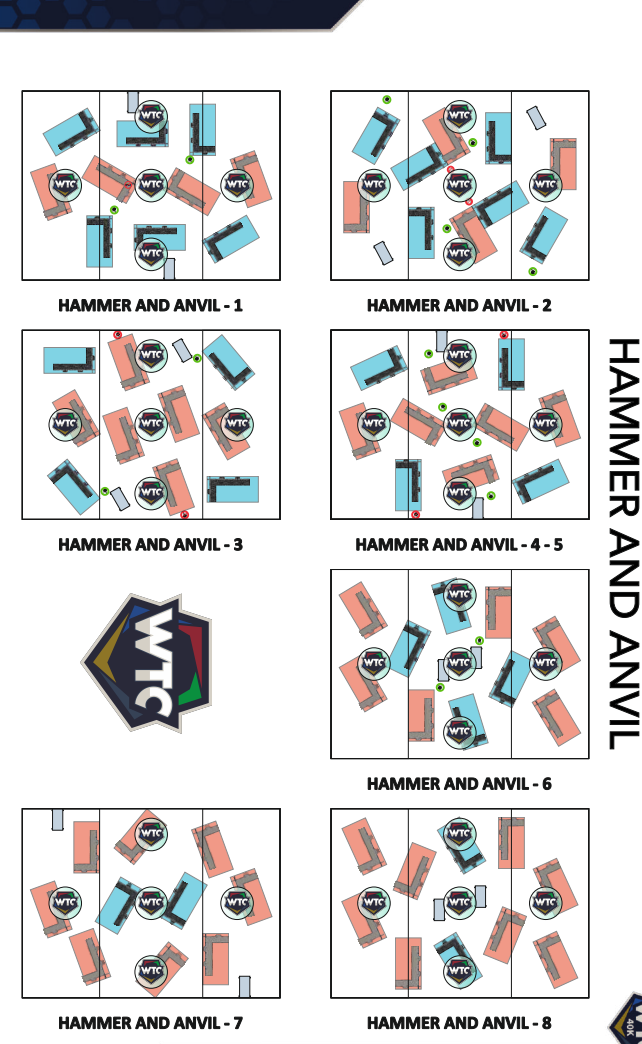 WTC
WTC WTC WTC
WTC
HAMMER AND ANVIL - 1
WTC
WTC WTC WTC
WTC
HAMMER AND ANVIL - 2
WTC
WTC WTC WTC
WTC
HAMMER AND ANVIL - 3
WTC
WTC WTC WTC
WTC
HAMMER AND ANVIL - 4 - 5
WTC
WTC
WTC WTC WTC
WTC
HAMMER AND ANVIL - 6
WTC
WTC WTC WTC
WTC
HAMMER AND ANVIL - 7
WTC
WTC WTC WTC
WTC
HAMMER AND ANVIL - 8
HAMMER AND ANVIL
40K